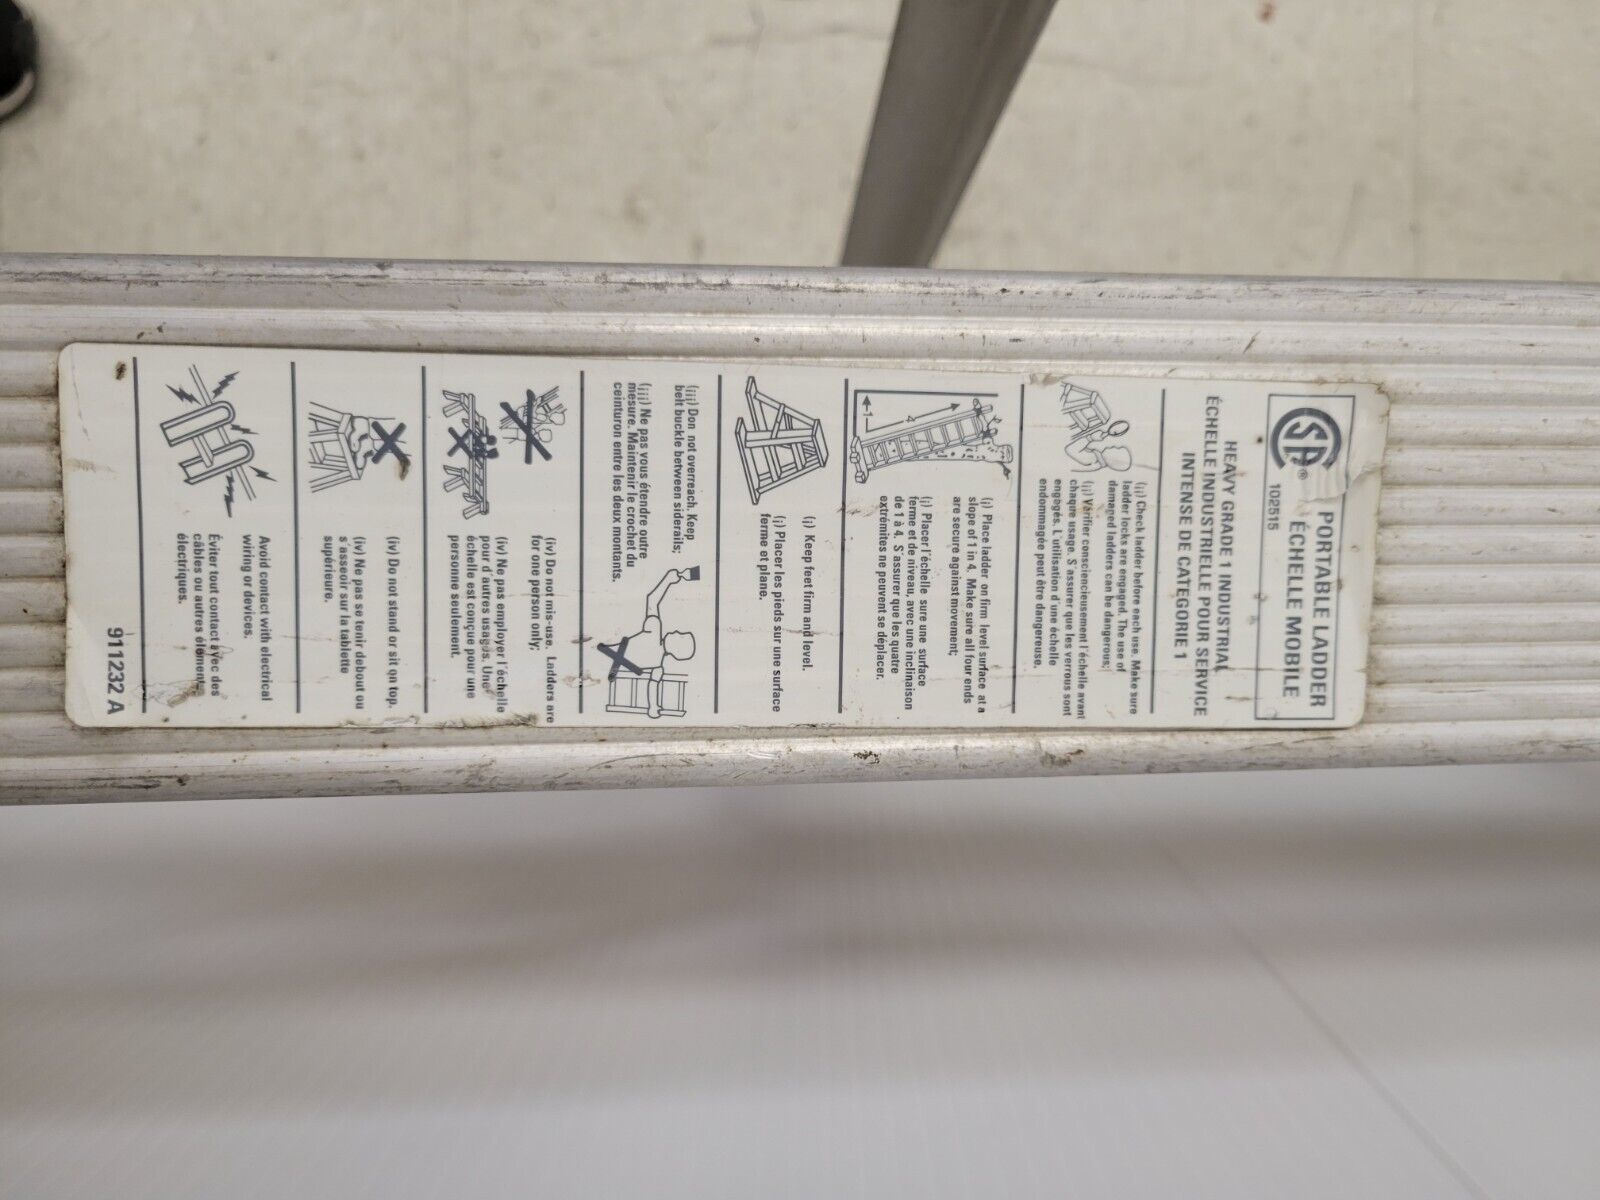 PORTABLE LADDER
ÉCHELLE MOBILE
CSA®
102515
HEAVY GRADE 1 INDUSTRIAL
ÉCHELLE INDUSTRIELLE POUR SERVICE
INTENSE DE CATEGORIE 1
(ii) Check ladder before each use. Make sure
ladder locks are engaged. The use of
damaged ladders can be dangerous;
(ii) Vérifier consciencieusement l'échelle avant
chaque usage. S'assurer que les verrous sont
engagés. L'utilisation d'une échelle
endommagée peut être dangereuse.
(i) Place ladder on firm level surface at a
slope of 1 in 4. Make sure all four ends
are secure against movement;
(i) Placer l'échelle sure une surface
ferme et de niveau, avec une inclinaison
de 1 à 4. S'assurer que les quatre
extrémites ne peuvent se déplacer.
4
1
(i) Keep feet firm and level.
(i) Placer les pieds sur une surface
ferme et plane.
(iii) Don not overreach. Keep
belt buckle between siderails;
(iii) Ne pas vous étendre outre
mesure. Maintenir le crochet du
ceinturon entre les deux montants.
(iv) Do not mis-use. Ladders are
for one person only;
(iv) Ne pas employer l'échelle
pour d'autres usages. Une
échelle est conçue pour une
personne seulement.
(iv) Do not stand or sit on top.
(iv) Ne pas se tenir debout ou
s'asseoir sur la tablette
supérieure.
Avoid contact with electrical
wiring or devices.
Éviter tout contact avec des
câbles ou autres élément
électriques.
911232 A